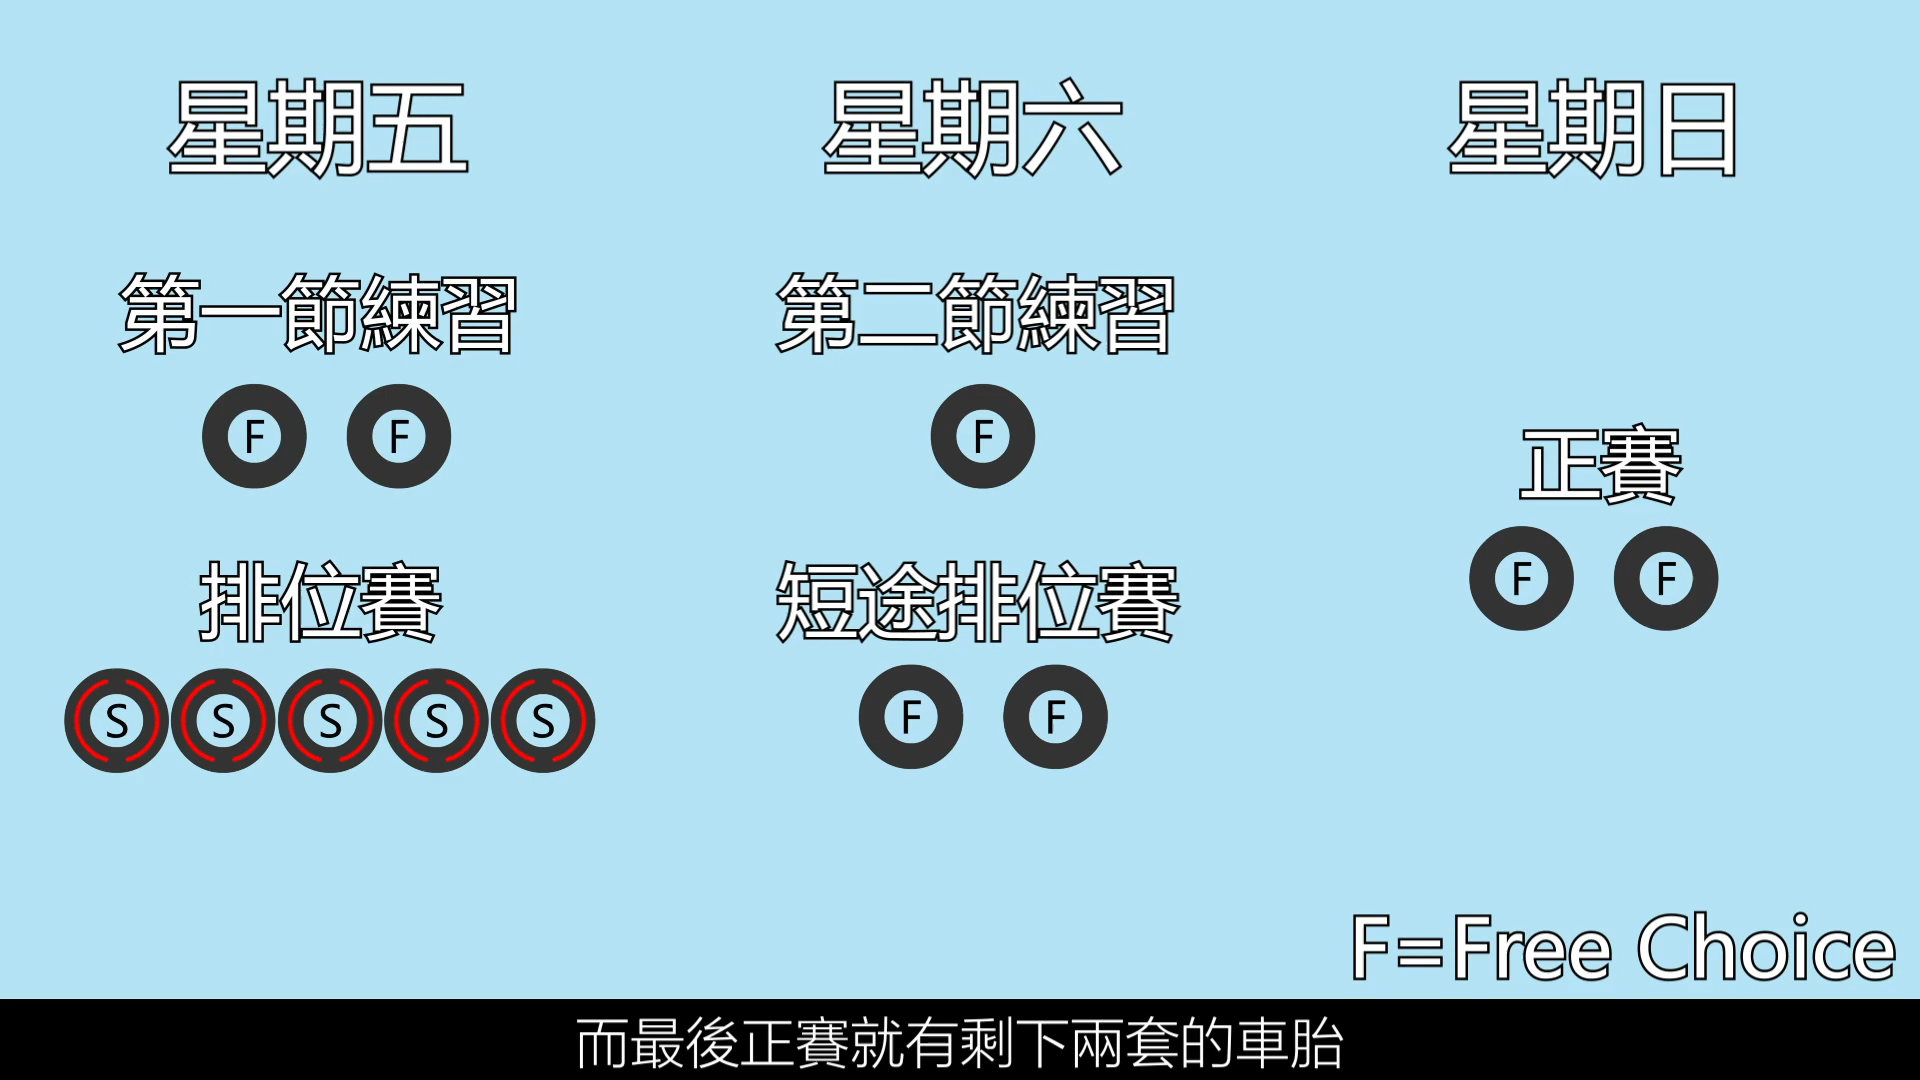 星期五
星期六
星期日
第一節練習
F F
第二節練習
F
正賽
F F
排位賽
S S S S S
短途排位賽
F F
F=Free Choice
而最後正賽就有剩下兩套的車胎